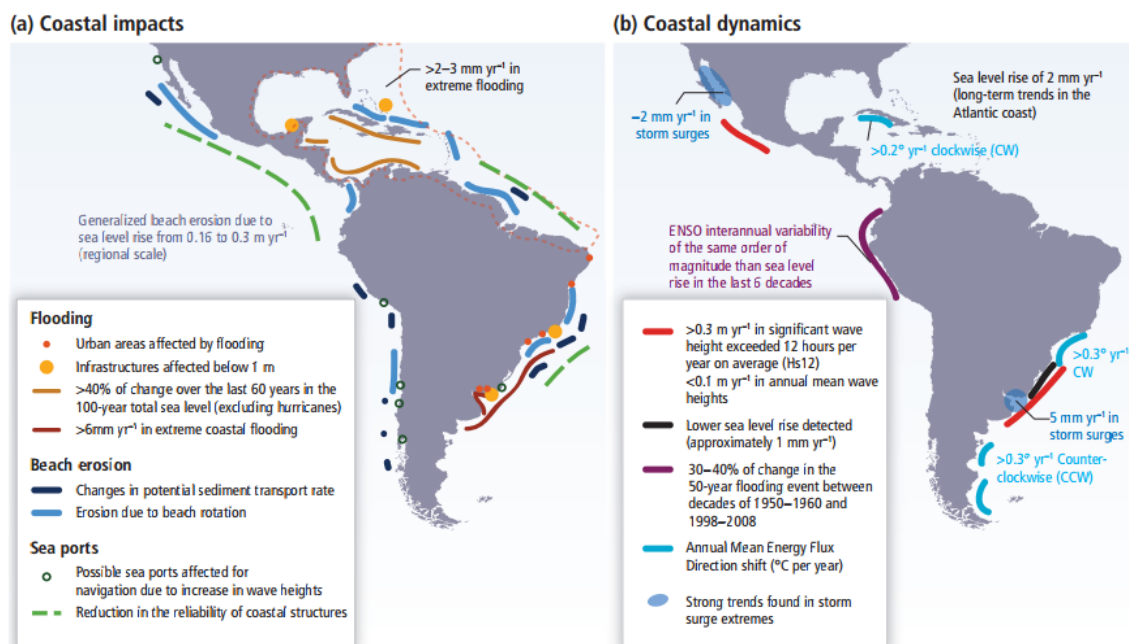 (a) Coastal impacts
>2–3 mm yr⁻¹ in
extreme flooding
Generalized beach erosion due to
sea level rise from 0.16 to 0.3 m yr⁻¹
(regional scale)
Flooding
Urban areas affected by flooding
Infrastructures affected below 1 m
>40% of change over the last 60 years in the
100-year total sea level (excluding hurricanes)
>6mm yr⁻¹ in extreme coastal flooding
Beach erosion
Changes in potential sediment transport rate
Erosion due to beach rotation
Sea ports
Possible sea ports affected for
navigation due to increase in wave heights
Reduction in the reliability of coastal structures
(b) Coastal dynamics
Sea level rise of 2 mm yr⁻¹
(long-term trends in the
Atlantic coast)
–2 mm yr⁻¹ in
storm surges
>0.2° yr⁻¹ clockwise (CW)
ENSO interannual variability
of the same order of
magnitude than sea level
rise in the last 6 decades
>0.3° yr⁻¹
CW
5 mm yr⁻¹ in
storm surges
>0.3° yr⁻¹ Counter-
clockwise (CCW)
>0.3 m yr⁻¹ in significant wave
height exceeded 12 hours per
year on average (Hs12)
<0.1 m yr⁻¹ in annual mean wave
heights
Lower sea level rise detected
(approximately 1 mm yr⁻¹)
30–40% of change in the
50-year flooding event between
decades of 1950–1960 and
1998–2008
Annual Mean Energy Flux
Direction shift (°C per year)
Strong trends found in storm
surge extremes